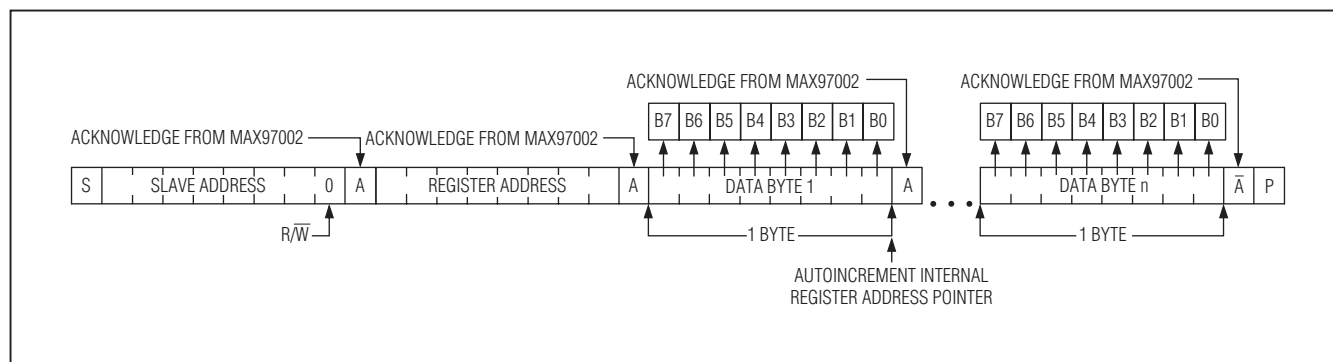 ACKNOWLEDGE FROM MAX97002
ACKNOWLEDGE FROM MAX97002
B7 B6 B5 B4 B3 B2 B1 B0
B7 B6 B5 B4 B3 B2 B1 B0
ACKNOWLEDGE FROM MAX97002
ACKNOWLEDGE FROM MAX97002
S SLAVE ADDRESS 0 A REGISTER ADDRESS A DATA BYTE 1 A • • • DATA BYTE n A̅ P
R/W̅
1 BYTE
1 BYTE
AUTOINCREMENT INTERNAL
REGISTER ADDRESS POINTER